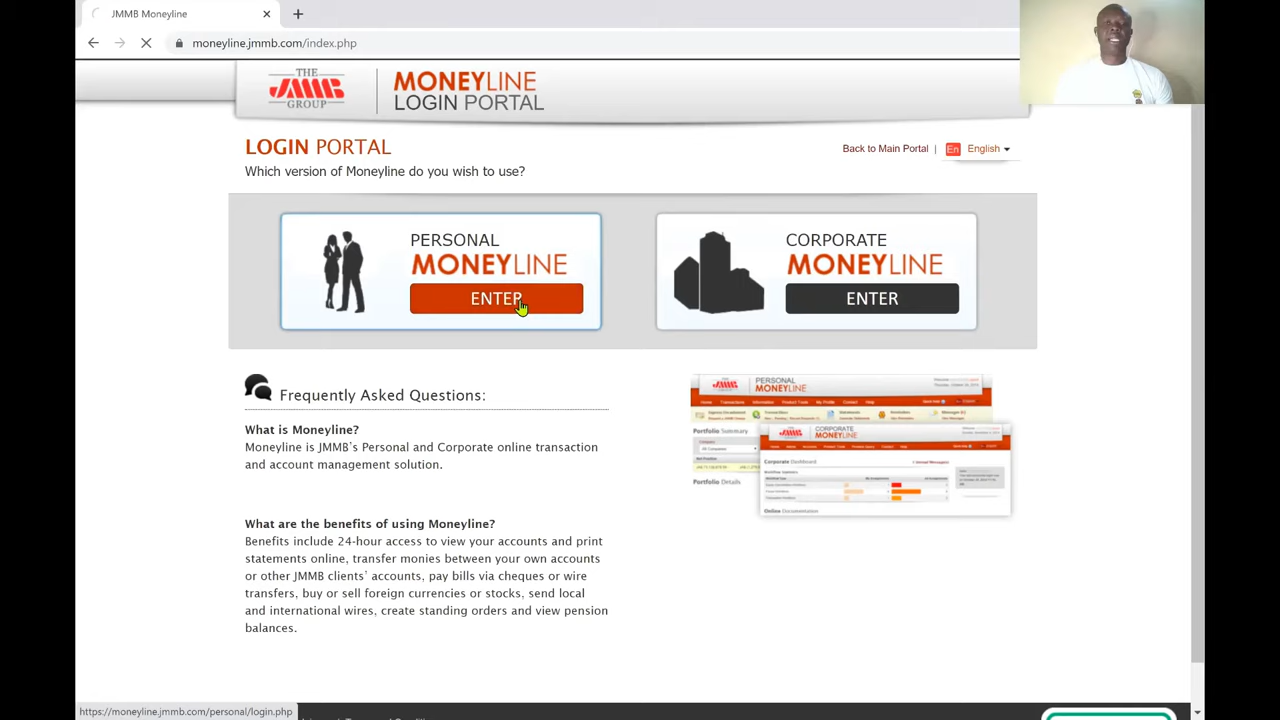 JMMB Moneyline
moneyline.jmmb.com/index.php
THE
JMMB
GROUP
MONEYLINE
LOGIN PORTAL
LOGIN PORTAL
Back to Main Portal | En English
Which version of Moneyline do you wish to use?
PERSONAL
MONEYLINE
ENTER
CORPORATE
MONEYLINE
ENTER
Frequently Asked Questions:
What is Moneyline?
Moneyline is JMMB's Personal and Corporate online transaction
and account management solution.
What are the benefits of using Moneyline?
Benefits include 24-hour access to view your accounts and print
statements online, transfer monies between your own accounts
or other JMMB clients' accounts, pay bills via cheques or wire
transfers, buy or sell foreign currencies or stocks, send local
and international wires, create standing orders and view pension
balances.
PERSONAL
MONEYLINE
Portfolio Summary
Portfolio Details
CORPORATE
MONEYLINE
Corporate Dashboard
https://moneyline.jmmb.com/personal/login.php